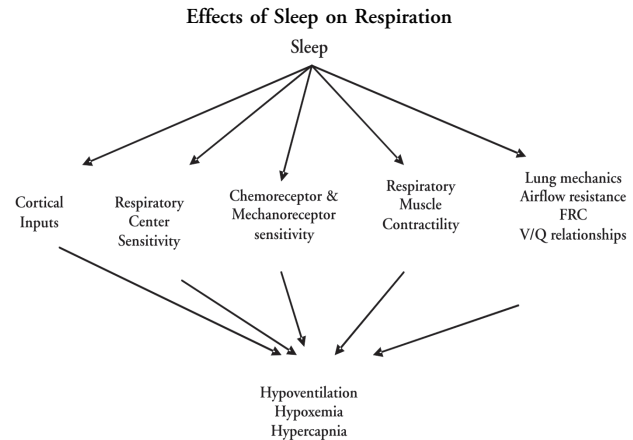 Effects of Sleep on Respiration
Sleep
Cortical
Inputs
Respiratory
Center
Sensitivity
Chemoreceptor &
Mechanoreceptor
sensitivity
Respiratory
Muscle
Contractility
Lung mechanics
Airflow resistance
FRC
V/Q relationships
Hypoventilation
Hypoxemia
Hypercapnia